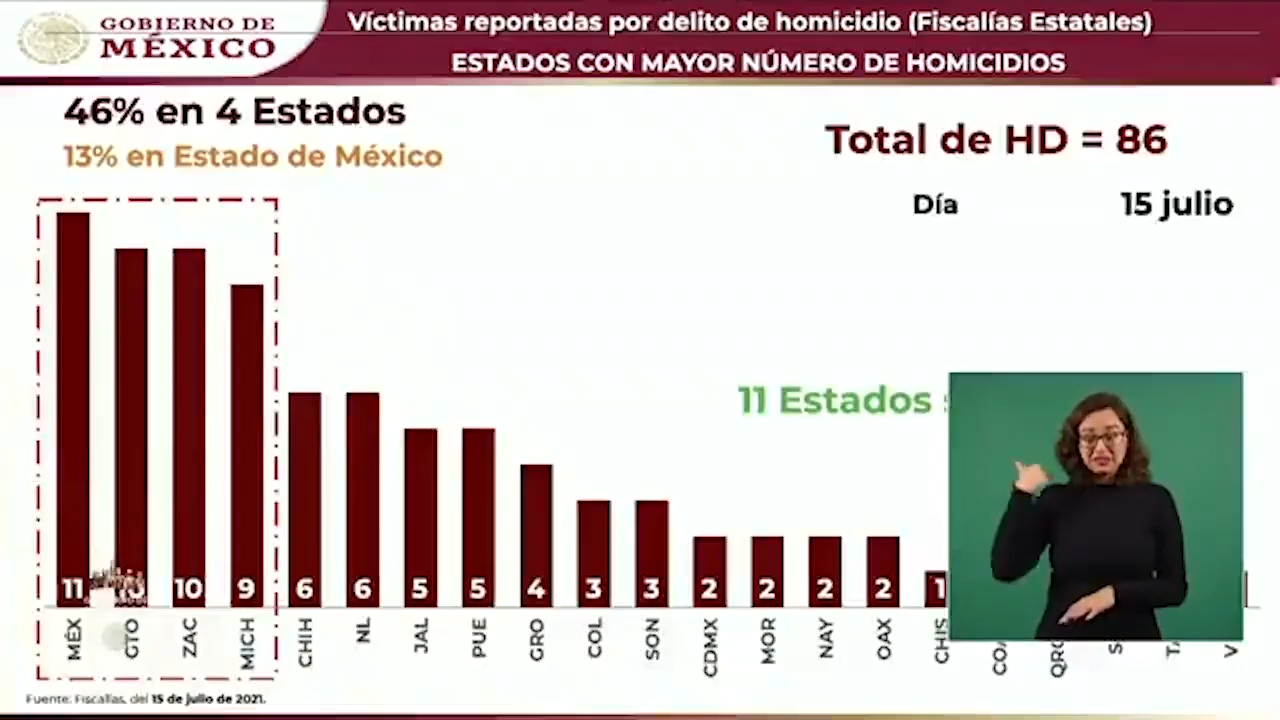 GOBIERNO DE
MÉXICO
Víctimas reportadas por delito de homicidio (Fiscalías Estatales)
ESTADOS CON MAYOR NÚMERO DE HOMICIDIOS
46% en 4 Estados
13% en Estado de México
Total de HD = 86
Día 15 julio
11 Estados
11 10 9 6 6 5 5 4 3 3 2 2 2 2 1
MÉX GTO ZAC MICH CHIH NL JAL PUE GRO COL SON CDMX MOR NAY OAX CHIS
Fuente: Fiscalías, del 15 de julio de 2021.